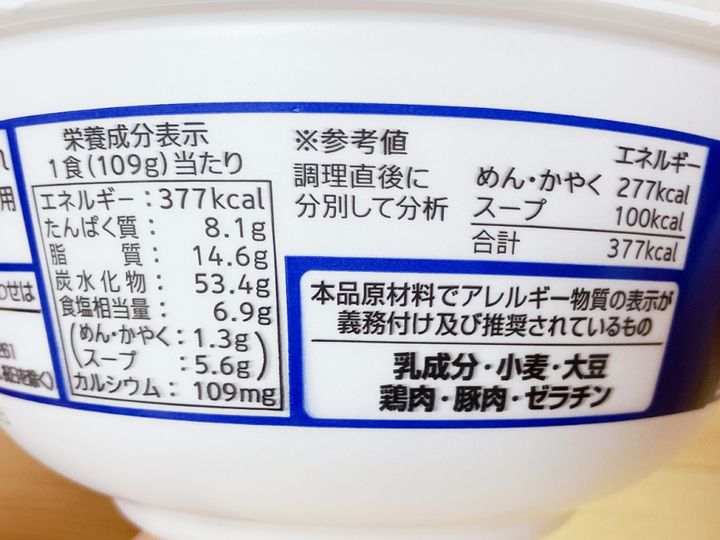 れ
用
わせは
栄養成分表示
1食(109g)当たり
エネルギー:377kcal
たんぱく質: 8.1g
脂質: 14.6g
炭水化物: 53.4g
食塩相当量: 6.9g
(めん・かやく:1.3g
スープ :5.6g)
カルシウム: 109mg
※参考値
調理直後に
分別して分析
エネルギー
めん・かやく 277kcal
スープ 100kcal
合計 377kcal
本品原材料でアレルギー物質の表示が
義務付け及び推奨されているもの
乳成分・小麦・大豆
鶏肉・豚肉・ゼラチン